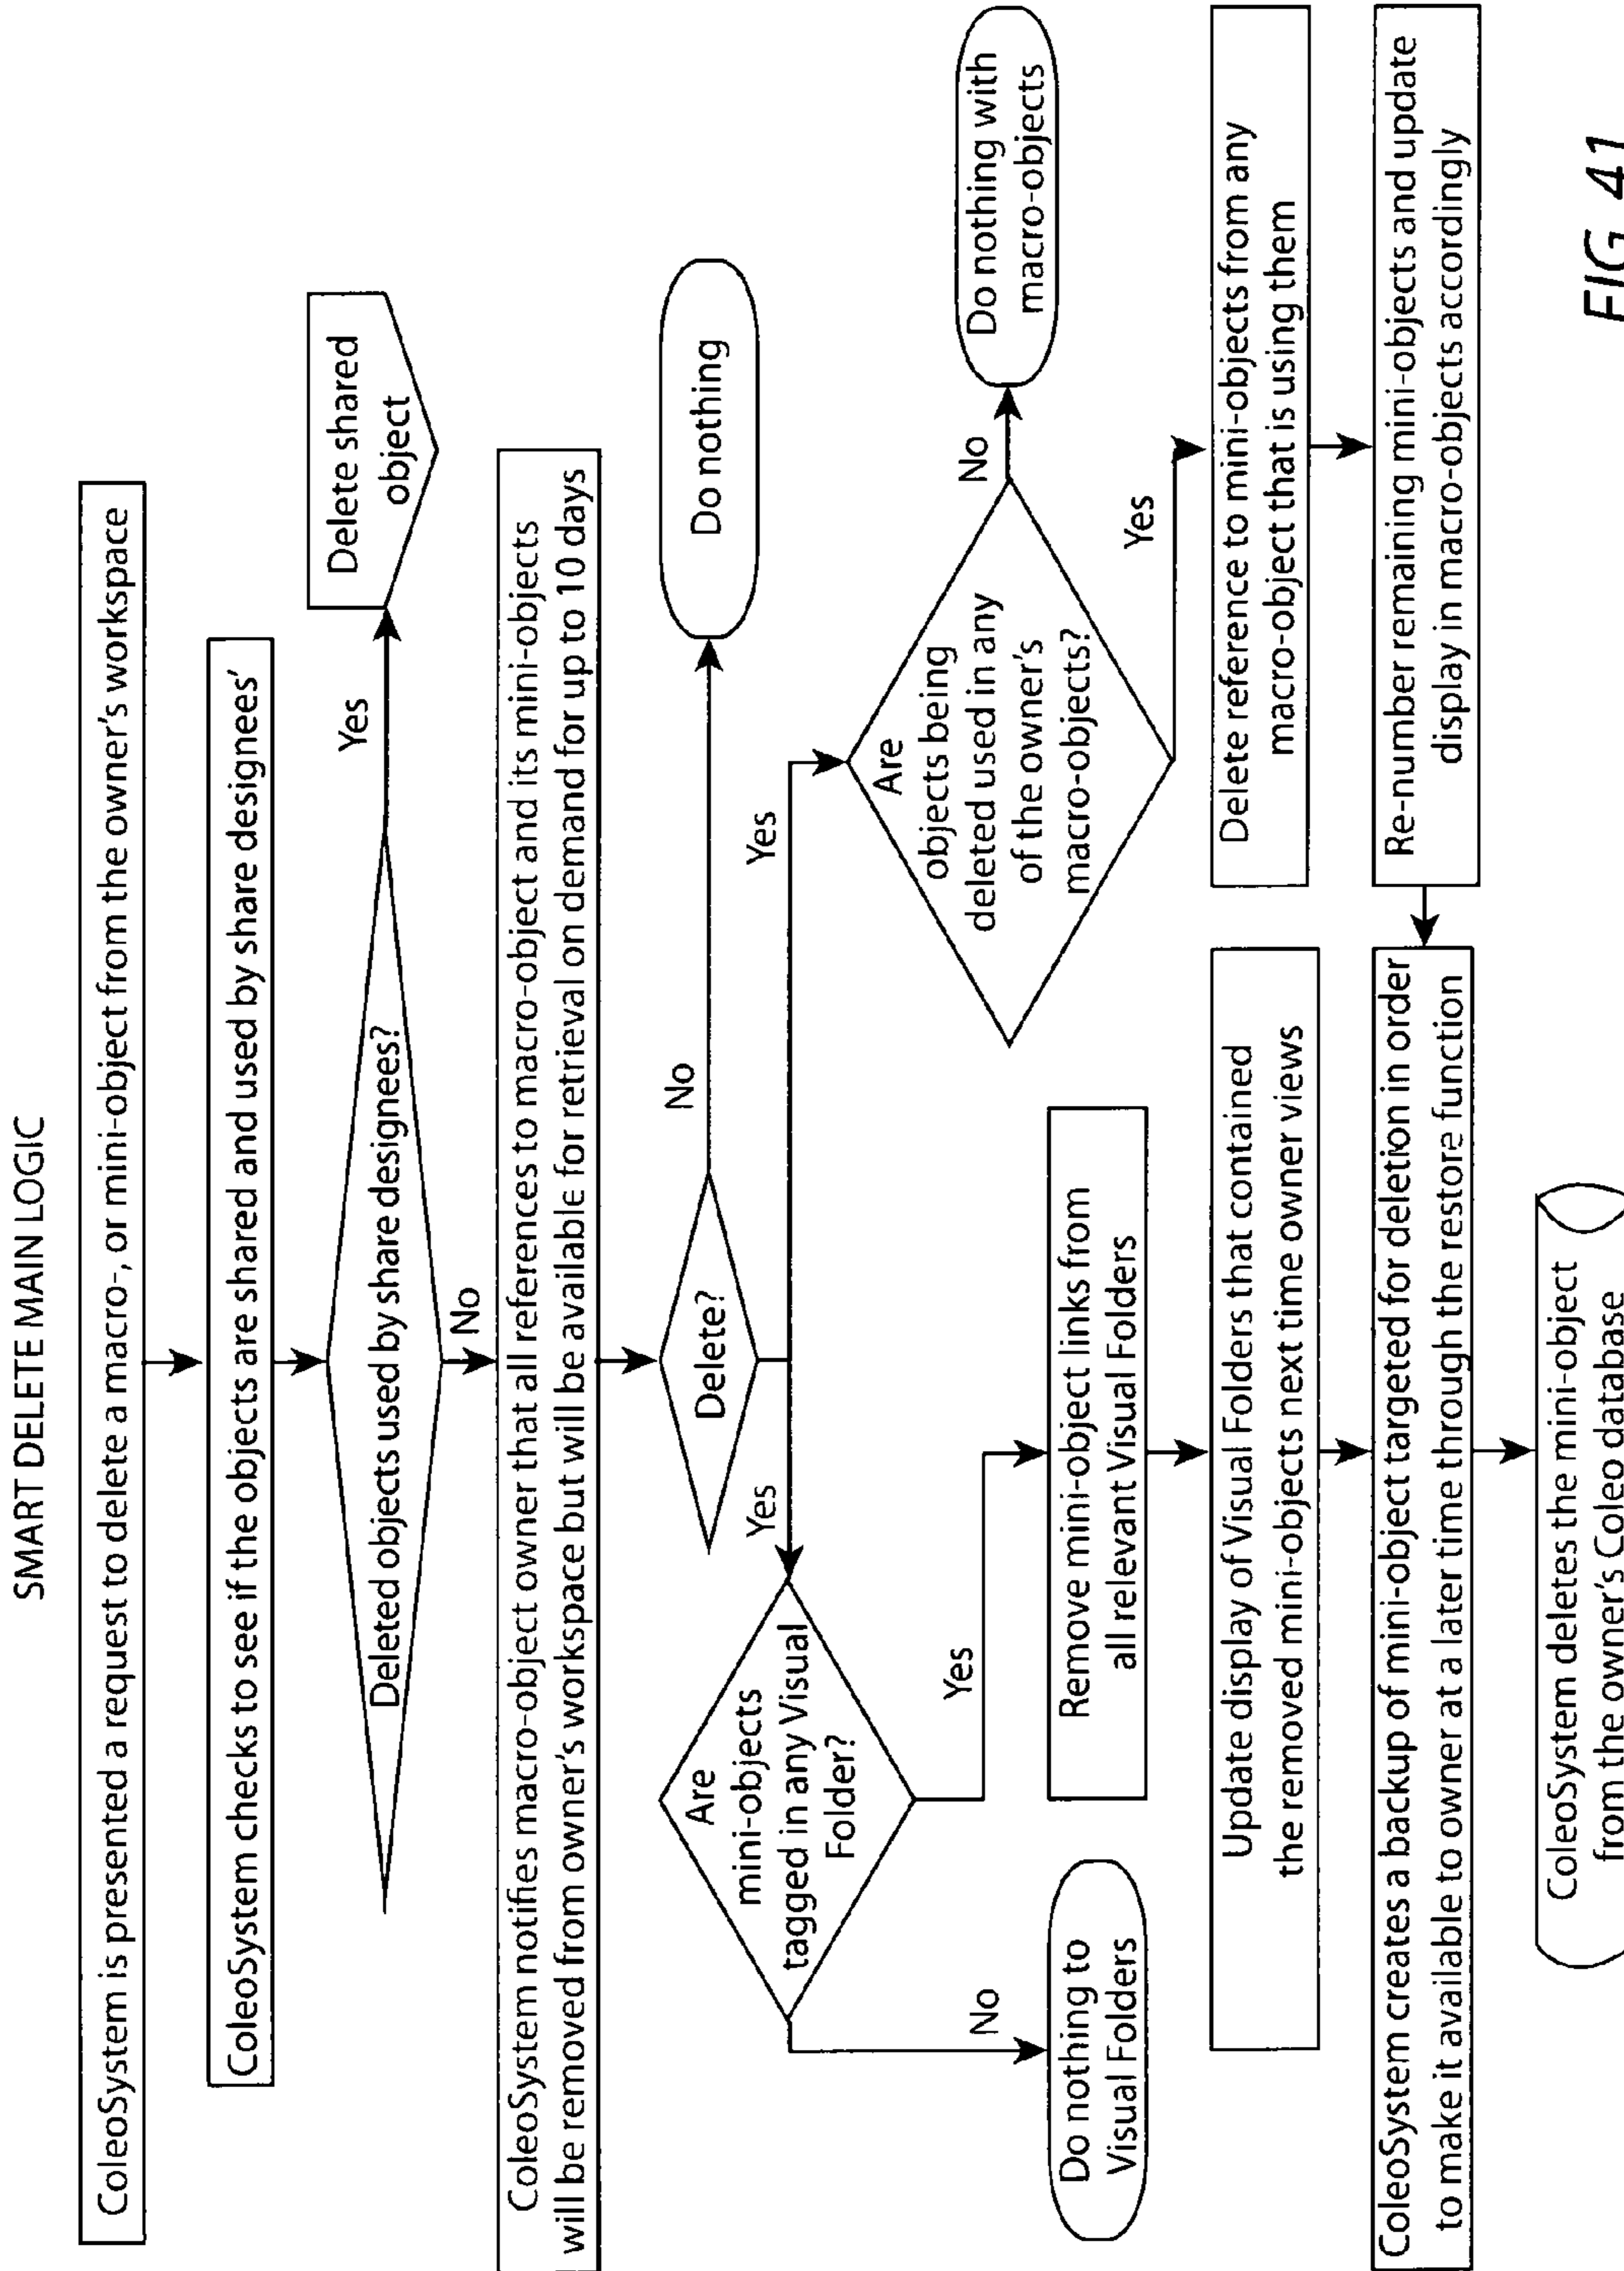 SMART DELETE MAIN LOGIC
ColeoSystem is presented a request to delete a macro-, or mini-object from the owner's workspace
ColeoSystem checks to see if the objects are shared and used by share designees'
Deleted objects used by share designees?
Yes
Delete shared
object
No
ColeoSystem notifies macro-object owner that all references to macro-object and its mini-objects
will be removed from owner's workspace but will be available for retrieval on demand for up to 10 days
Delete?
No
Do nothing
Yes
Yes
Are
mini-objects
tagged in any Visual
Folder?
Are
objects being
deleted used in any
of the owner's
macro-objects?
No
Do nothing with
macro-objects
No
Do nothing to
Visual Folders
Yes
Remove mini-object links from
all relevant Visual Folders
Yes
Update display of Visual Folders that contained
the removed mini-objects next time owner views
Delete reference to mini-objects from any
macro-object that is using them
ColeoSystem creates a backup of mini-object targeted for deletion in order
to make it available to owner at a later time through the restore function
Re-number remaining mini-objects and update
display in macro-objects accordingly
ColeoSystem deletes the mini-object
from the owner's Coleo database
FIG 41